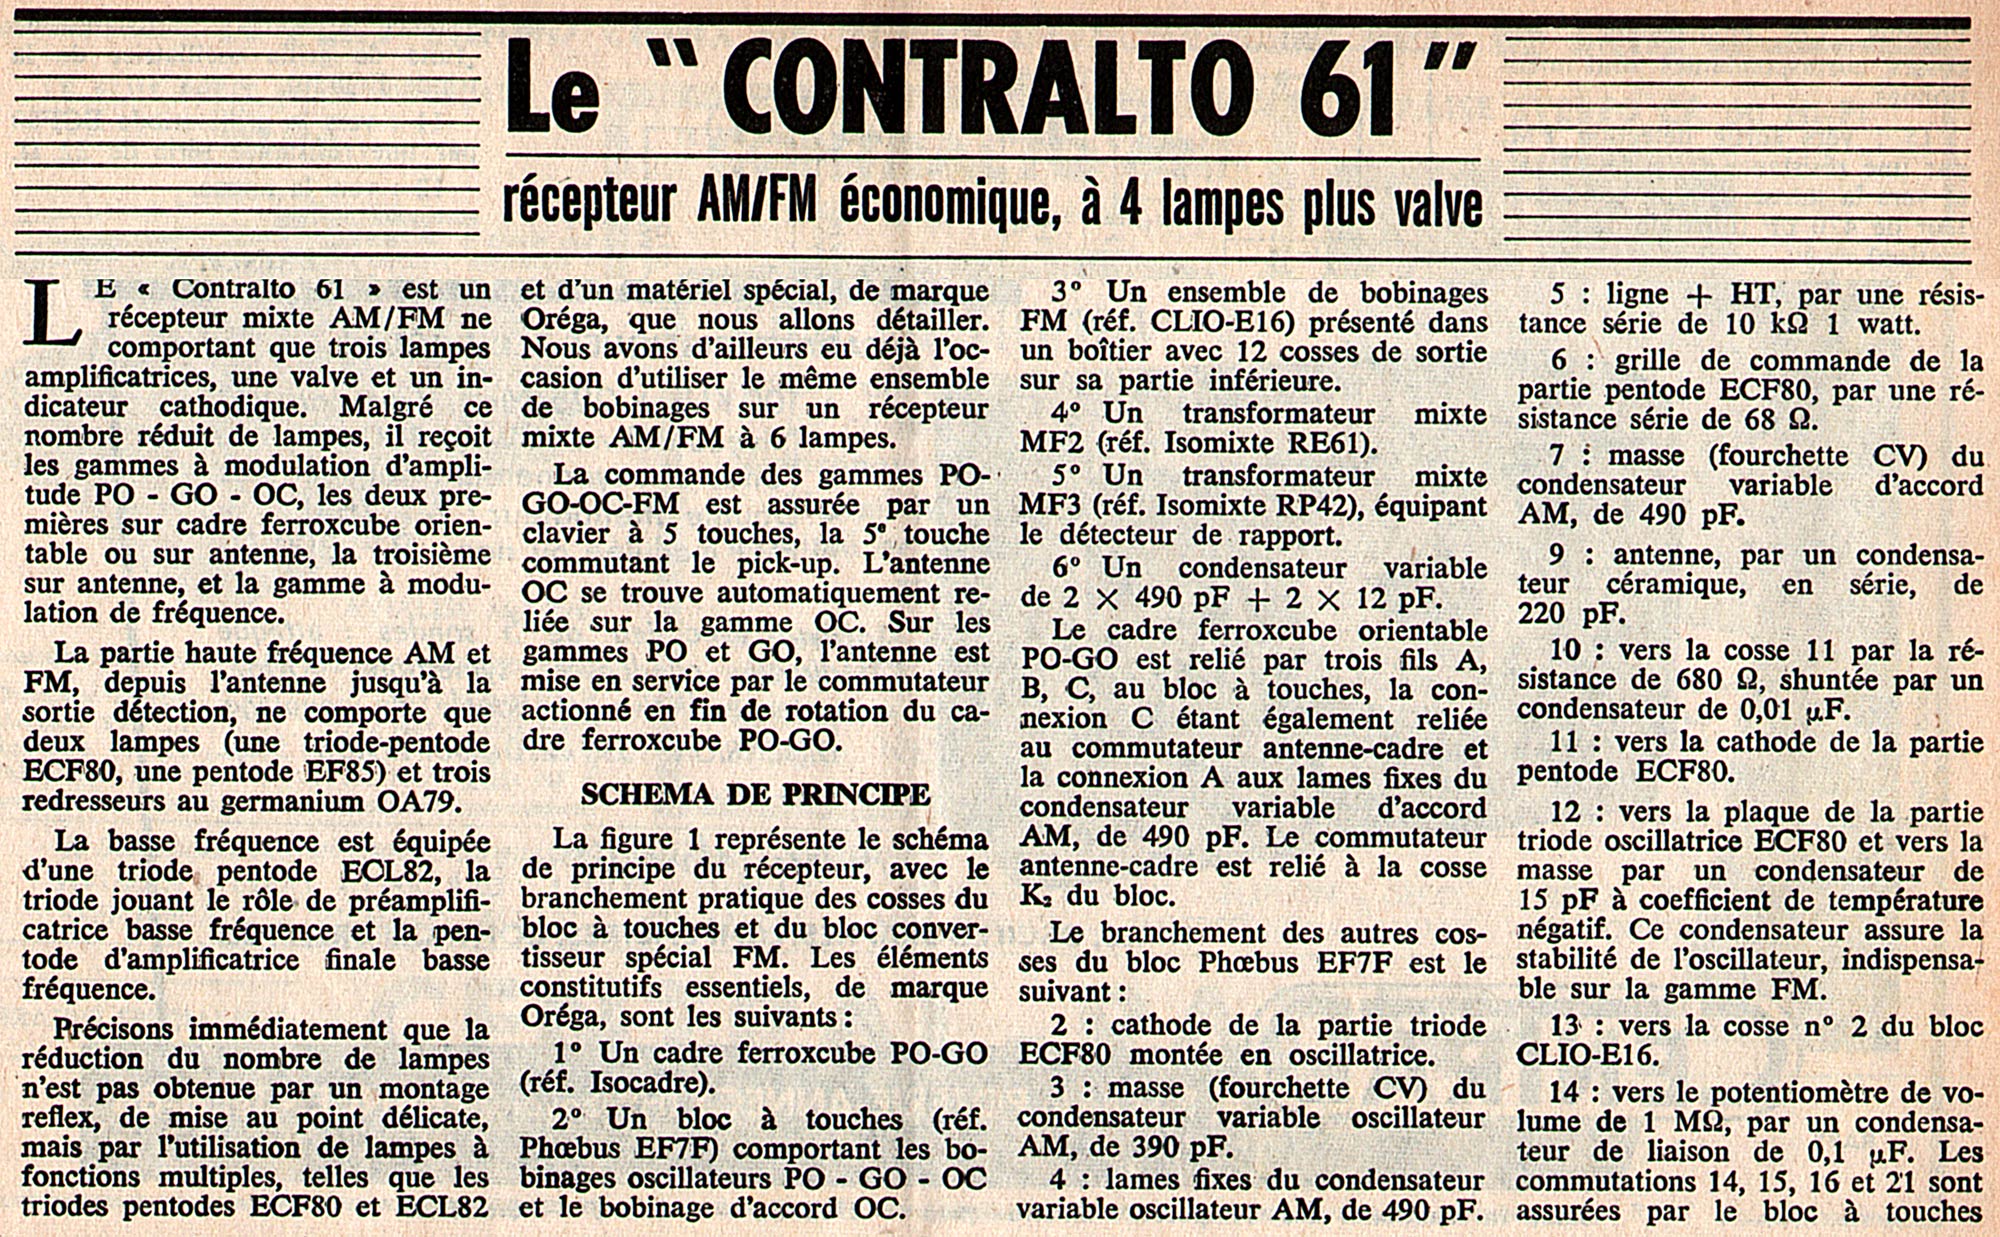 Le " CONTRALTO 61 "
récepteur AM/FM économique, à 4 lampes plus valve
LE « Contralto 61 » est un
récepteur mixte AM/FM ne
comportant que trois lampes
amplificatrices, une valve et un in-
dicateur cathodique. Malgré ce
nombre réduit de lampes, il reçoit
les gammes à modulation d'ampli-
tude PO - GO - OC, les deux pre-
mières sur cadre ferroxcube orien-
table ou sur antenne, la troisième
sur antenne, et la gamme à modu-
lation de fréquence.
La partie haute fréquence AM et
FM, depuis l'antenne jusqu'à la
sortie détection, ne comporte que
deux lampes (une triode-pentode
ECF80, une pentode EF85) et trois
redresseurs au germanium OA79.
La basse fréquence est équipée
d'une triode pentode ECL82, la
triode jouant le rôle de préamplifi-
catrice basse fréquence et la pen-
tode d'amplificatrice finale basse
fréquence.
Précisons immédiatement que la
réduction du nombre de lampes
n'est pas obtenue par un montage
reflex, de mise au point délicate,
mais par l'utilisation de lampes à
fonctions multiples, telles que les
triodes pentodes ECF80 et ECL82
et d'un matériel spécial, de marque
Oréga, que nous allons détailler.
Nous avons d'ailleurs eu déjà l'oc-
casion d'utiliser le même ensemble
de bobinages sur un récepteur
mixte AM/FM à 6 lampes.
La commande des gammes PO-
GO-OC-FM est assurée par un
clavier à 5 touches, la 5e touche
commutant le pick-up. L'antenne
OC se trouve automatiquement re-
liée sur la gamme OC. Sur les
gammes PO et GO, l'antenne est
mise en service par le commutateur
actionné en fin de rotation du ca-
dre ferroxcube PO-GO.
SCHEMA DE PRINCIPE
La figure 1 représente le schéma
de principe du récepteur, avec le
branchement pratique des cosses du
bloc à touches et du bloc conver-
tisseur spécial FM. Les éléments
constitutifs essentiels, de marque
Oréga, sont les suivants :
1° Un cadre ferroxcube PO-GO
(réf. Isocadre).
2° Un bloc à touches (réf.
Phœbus EF7F) comportant les bo-
binages oscillateurs PO - GO - OC
et le bobinage d'accord OC.
3° Un ensemble de bobinages
FM (réf. CLIO-E16) présenté dans
un boîtier avec 12 cosses de sortie
sur sa partie inférieure.
4° Un transformateur mixte
MF2 (réf. Isomixte RE61).
5° Un transformateur mixte
MF3 (réf. Isomixte RP42), équipant
le détecteur de rapport.
6° Un condensateur variable
de 2 × 490 pF + 2 × 12 pF.
Le cadre ferroxcube orientable
PO-GO est relié par trois fils A,
B, C, au bloc à touches, la con-
nexion C étant également reliée
au commutateur antenne-cadre et
la connexion A aux lames fixes du
condensateur variable d'accord
AM, de 490 pF. Le commutateur
antenne-cadre est relié à la cosse
K₂ du bloc.
Le branchement des autres cos-
ses du bloc Phœbus EF7F est le
suivant :
2 : cathode de la partie triode
ECF80 montée en oscillatrice.
3 : masse (fourchette CV) du
condensateur variable oscillateur
AM, de 390 pF.
4 : lames fixes du condensateur
variable oscillateur AM, de 490 pF.
5 : ligne + HT, par une résis-
tance série de 10 kΩ 1 watt.
6 : grille de commande de la
partie pentode ECF80, par une ré-
sistance série de 68 Ω.
7 : masse (fourchette CV) du
condensateur variable d'accord
AM, de 490 pF.
9 : antenne, par un condensa-
teur céramique, en série, de
220 pF.
10 : vers la cosse 11 par la ré-
sistance de 680 Ω, shuntée par un
condensateur de 0,01 µF.
11 : vers la cathode de la partie
pentode ECF80.
12 : vers la plaque de la partie
triode oscillatrice ECF80 et vers la
masse par un condensateur de
15 pF à coefficient de température
négatif. Ce condensateur assure la
stabilité de l'oscillateur, indispensa-
ble sur la gamme FM.
13 : vers la cosse n° 2 du bloc
CLIO-E16.
14 : vers le potentiomètre de vo-
lume de 1 MΩ, par un condensa-
teur de liaison de 0,1 µF. Les
commutations 14, 15, 16 et 21 sont
assurées par le bloc à touches